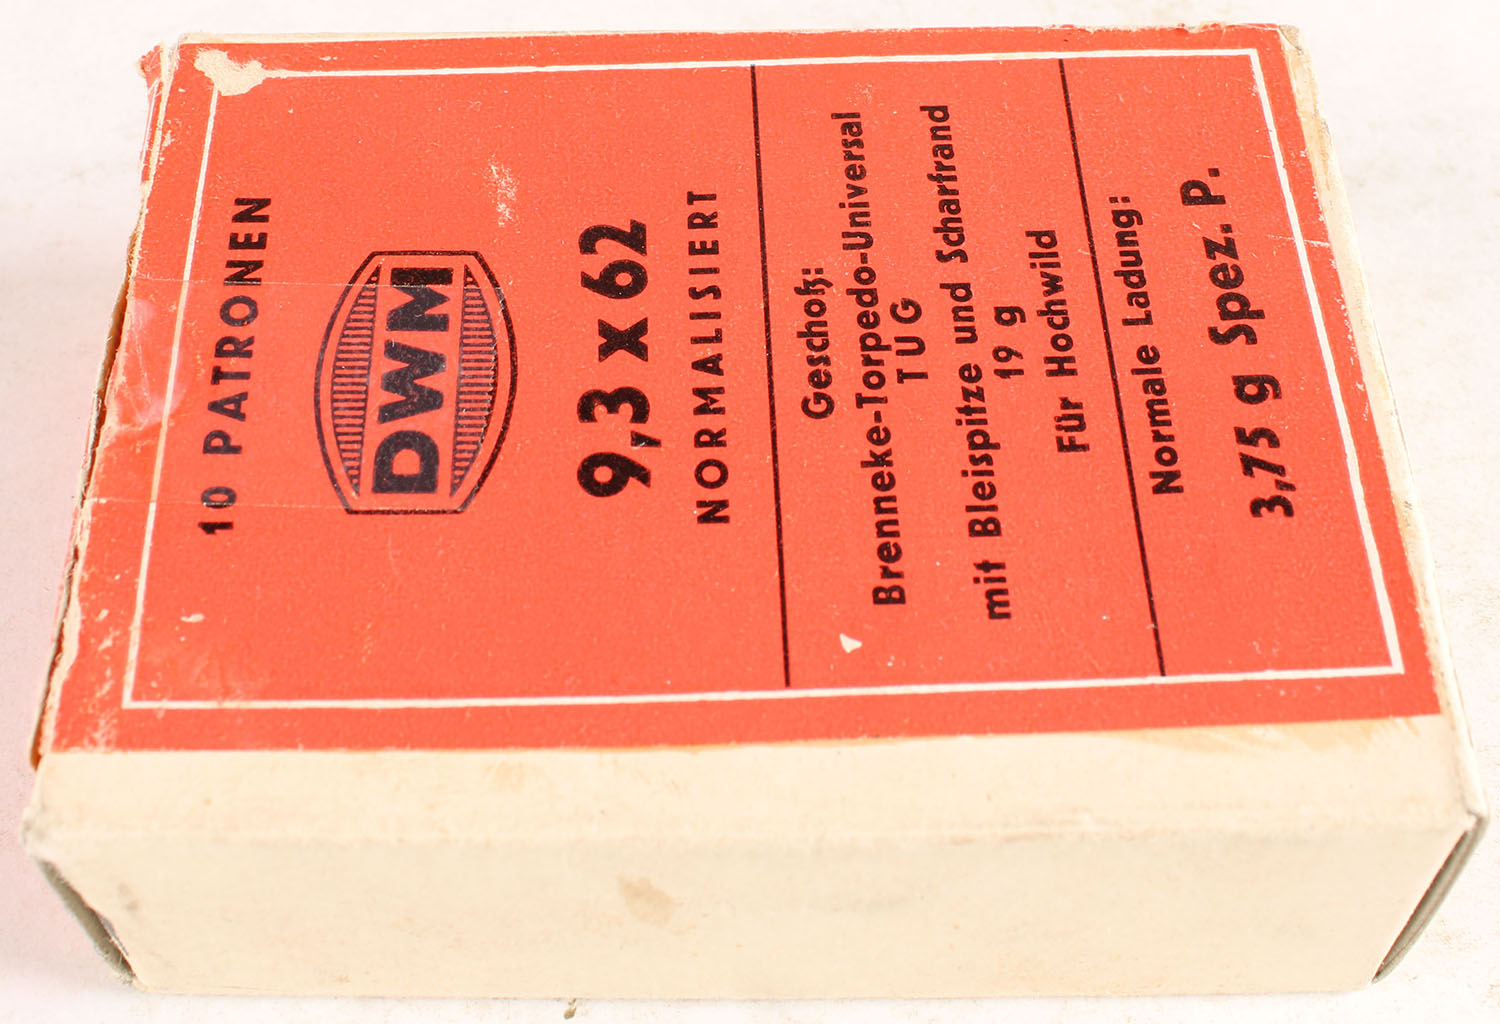 10 PATRONEN
DWM
9,3 x 62
NORMALISIERT
Geschoß:
Brenneke-Torpedo-Universal
TUG
mit Bleispitze und Scharfrand
19 g
Für Hochwild
Normale Ladung:
3,75 g Spez. P.